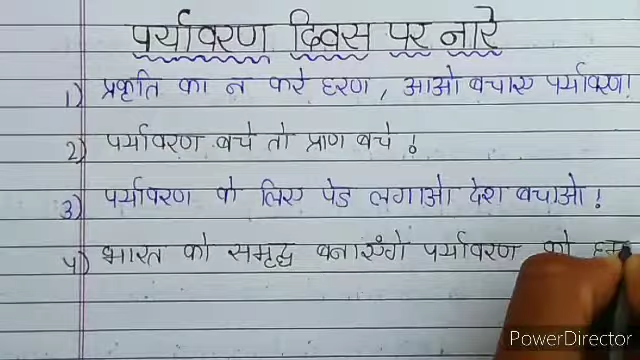 पर्यावरण दिवस पर नारे
1) प्रकृति का न करे हरण, आओ बचाए पर्यावरण!
2) पर्यावरण बचे तो प्राण बचे!
3) पर्यावरण के लिए पेड लगाओ देश बचाओ!
4) भारत को समृद्ध बनाएंगे पर्यावरण को हम
PowerDirector